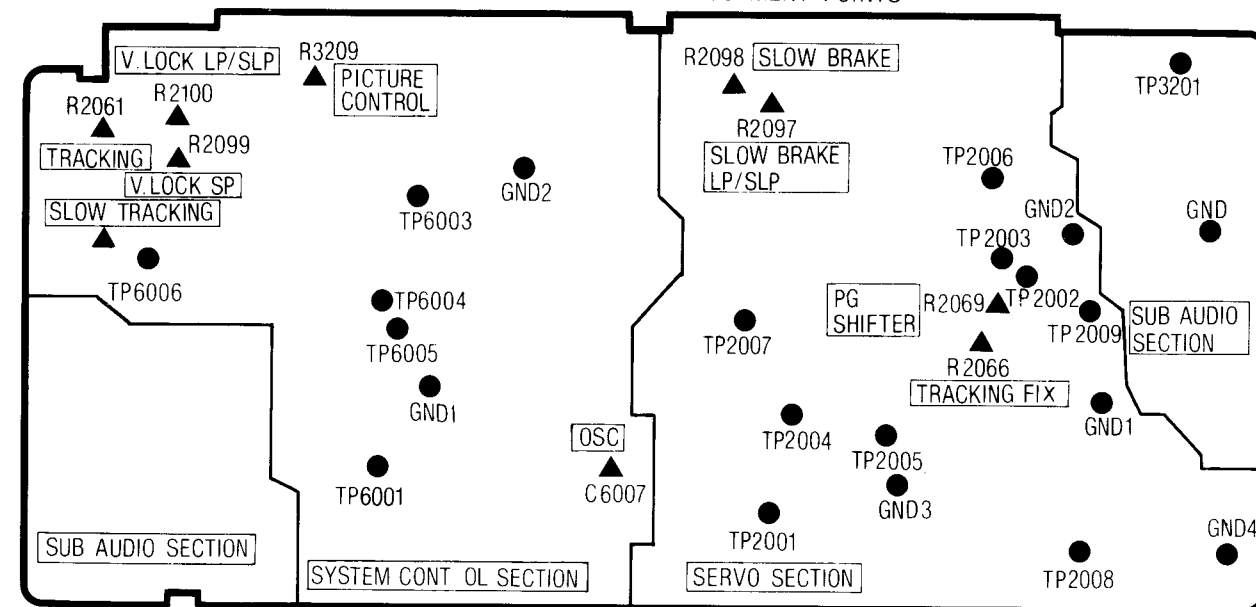 MENT POINTS
V.LOCK LP/SLP
R3209
PICTURE
CONTROL
R2061
R2100
R2099
TRACKING
V.LOCK SP
SLOW TRACKING
TP6006
TP6003
GND2
TP6004
TP6005
GND1
TP6001
OSC
C6007
SUB AUDIO SECTION
SYSTEM CONT OL SECTION
R2098
SLOW BRAKE
R2097
SLOW BRAKE
LP/SLP
TP2006
GND2
TP2003
TP2002
PG
SHIFTER
R2069
TP2009
TP2007
R2066
TRACKING FIX
TP2004
TP2005
GND1
GND3
TP2001
SERVO SECTION
TP2008
TP3201
GND
SUB AUDIO
SECTION
GND4